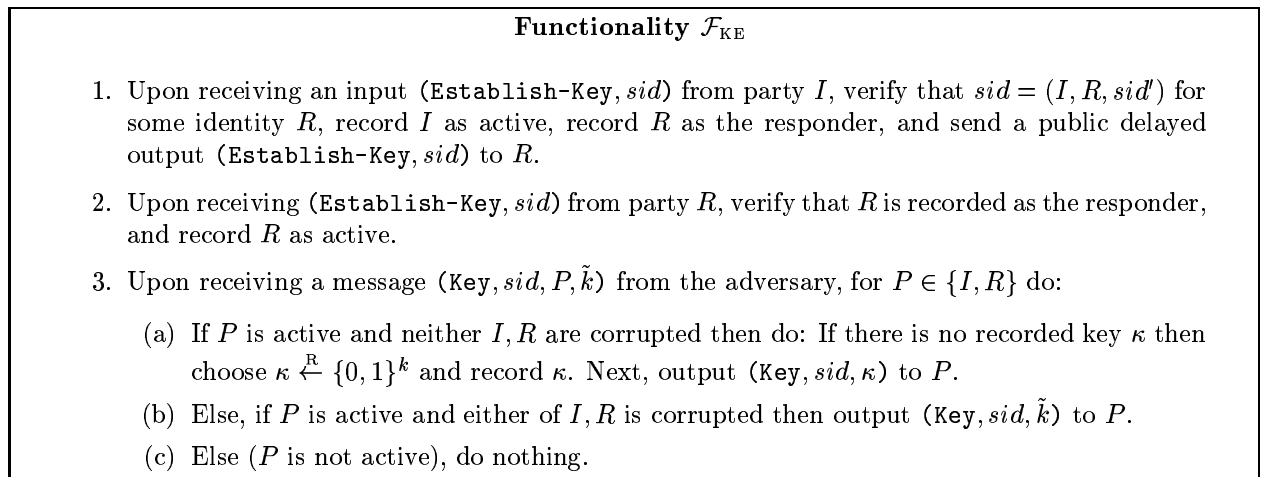 Functionality $\mathcal{F}_{\text{KE}}$
1. Upon receiving an input (Establish-Key, $sid$) from party $I$, verify that $sid = (I, R, sid')$ for
some identity $R$, record $I$ as active, record $R$ as the responder, and send a public delayed
output (Establish-Key, $sid$) to $R$.
2. Upon receiving (Establish-Key, $sid$) from party $R$, verify that $R$ is recorded as the responder,
and record $R$ as active.
3. Upon receiving a message (Key, $sid, P, \tilde{k}$) from the adversary, for $P \in \{I, R\}$ do:
(a) If $P$ is active and neither $I, R$ are corrupted then do: If there is no recorded key $\kappa$ then
choose $\kappa \stackrel{\text{R}}{\leftarrow} \{0, 1\}^k$ and record $\kappa$. Next, output (Key, $sid, \kappa$) to $P$.
(b) Else, if $P$ is active and either of $I, R$ is corrupted then output (Key, $sid, \tilde{k}$) to $P$.
(c) Else ($P$ is not active), do nothing.